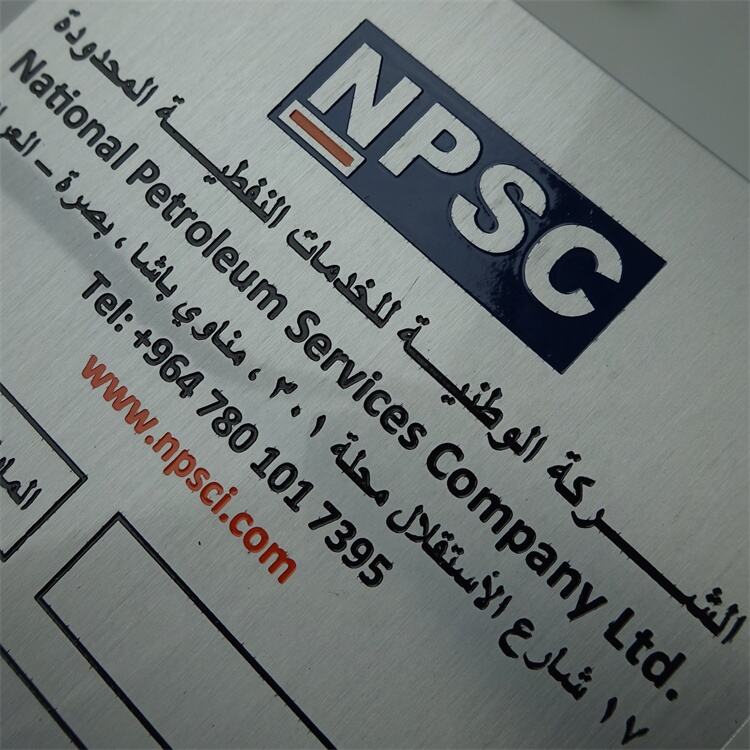 NPSC
الشركة الوطنية للخدمات النفطية المحدودة
National Petroleum Services Company Ltd.
١٧ شارع الأستقلال محلة ٣٠١ ، مناوي باشا ، بصرة - العرا
Tel: +964 780 101 7395
www.npsci.com